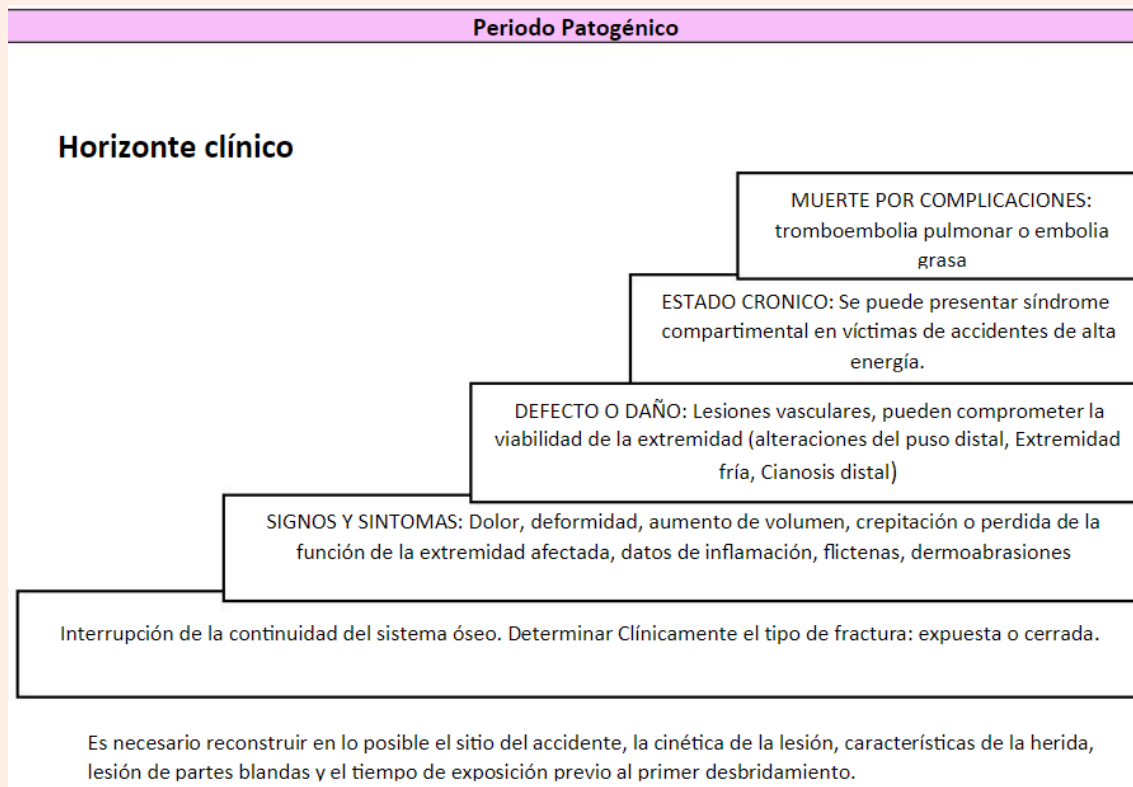 Periodo Patogénico
Horizonte clínico
MUERTE POR COMPLICACIONES:
tromboembolia pulmonar o embolia
grasa
ESTADO CRONICO: Se puede presentar síndrome
compartimental en víctimas de accidentes de alta
energía.
DEFECTO O DAÑO: Lesiones vasculares, pueden comprometer la
viabilidad de la extremidad (alteraciones del puso distal, Extremidad
fría, Cianosis distal)
SIGNOS Y SINTOMAS: Dolor, deformidad, aumento de volumen, crepitación o perdida de la
función de la extremidad afectada, datos de inflamación, flictenas, dermoabrasiones
Interrupción de la continuidad del sistema óseo. Determinar Clínicamente el tipo de fractura: expuesta o cerrada.
Es necesario reconstruir en lo posible el sitio del accidente, la cinética de la lesión, características de la herida,
lesión de partes blandas y el tiempo de exposición previo al primer desbridamiento.